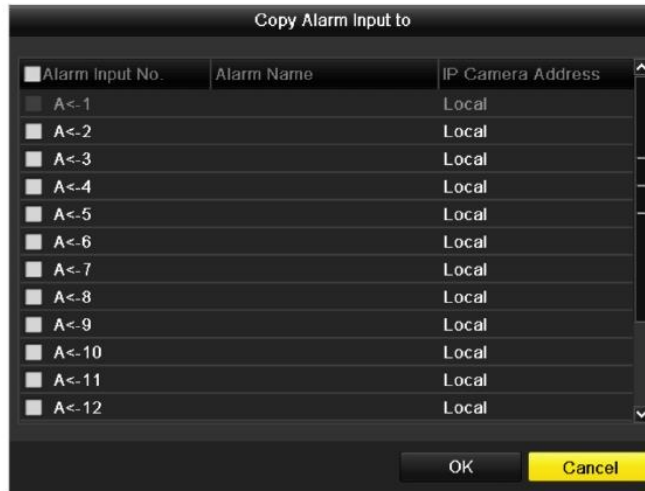 Copy Alarm Input to
Alarm Input No. Alarm Name IP Camera Address
A<-1 Local
A<-2 Local
A<-3 Local
A<-4 Local
A<-5 Local
A<-6 Local
A<-7 Local
A<-8 Local
A<-9 Local
A<-10 Local
A<-11 Local
A<-12 Local
OK Cancel